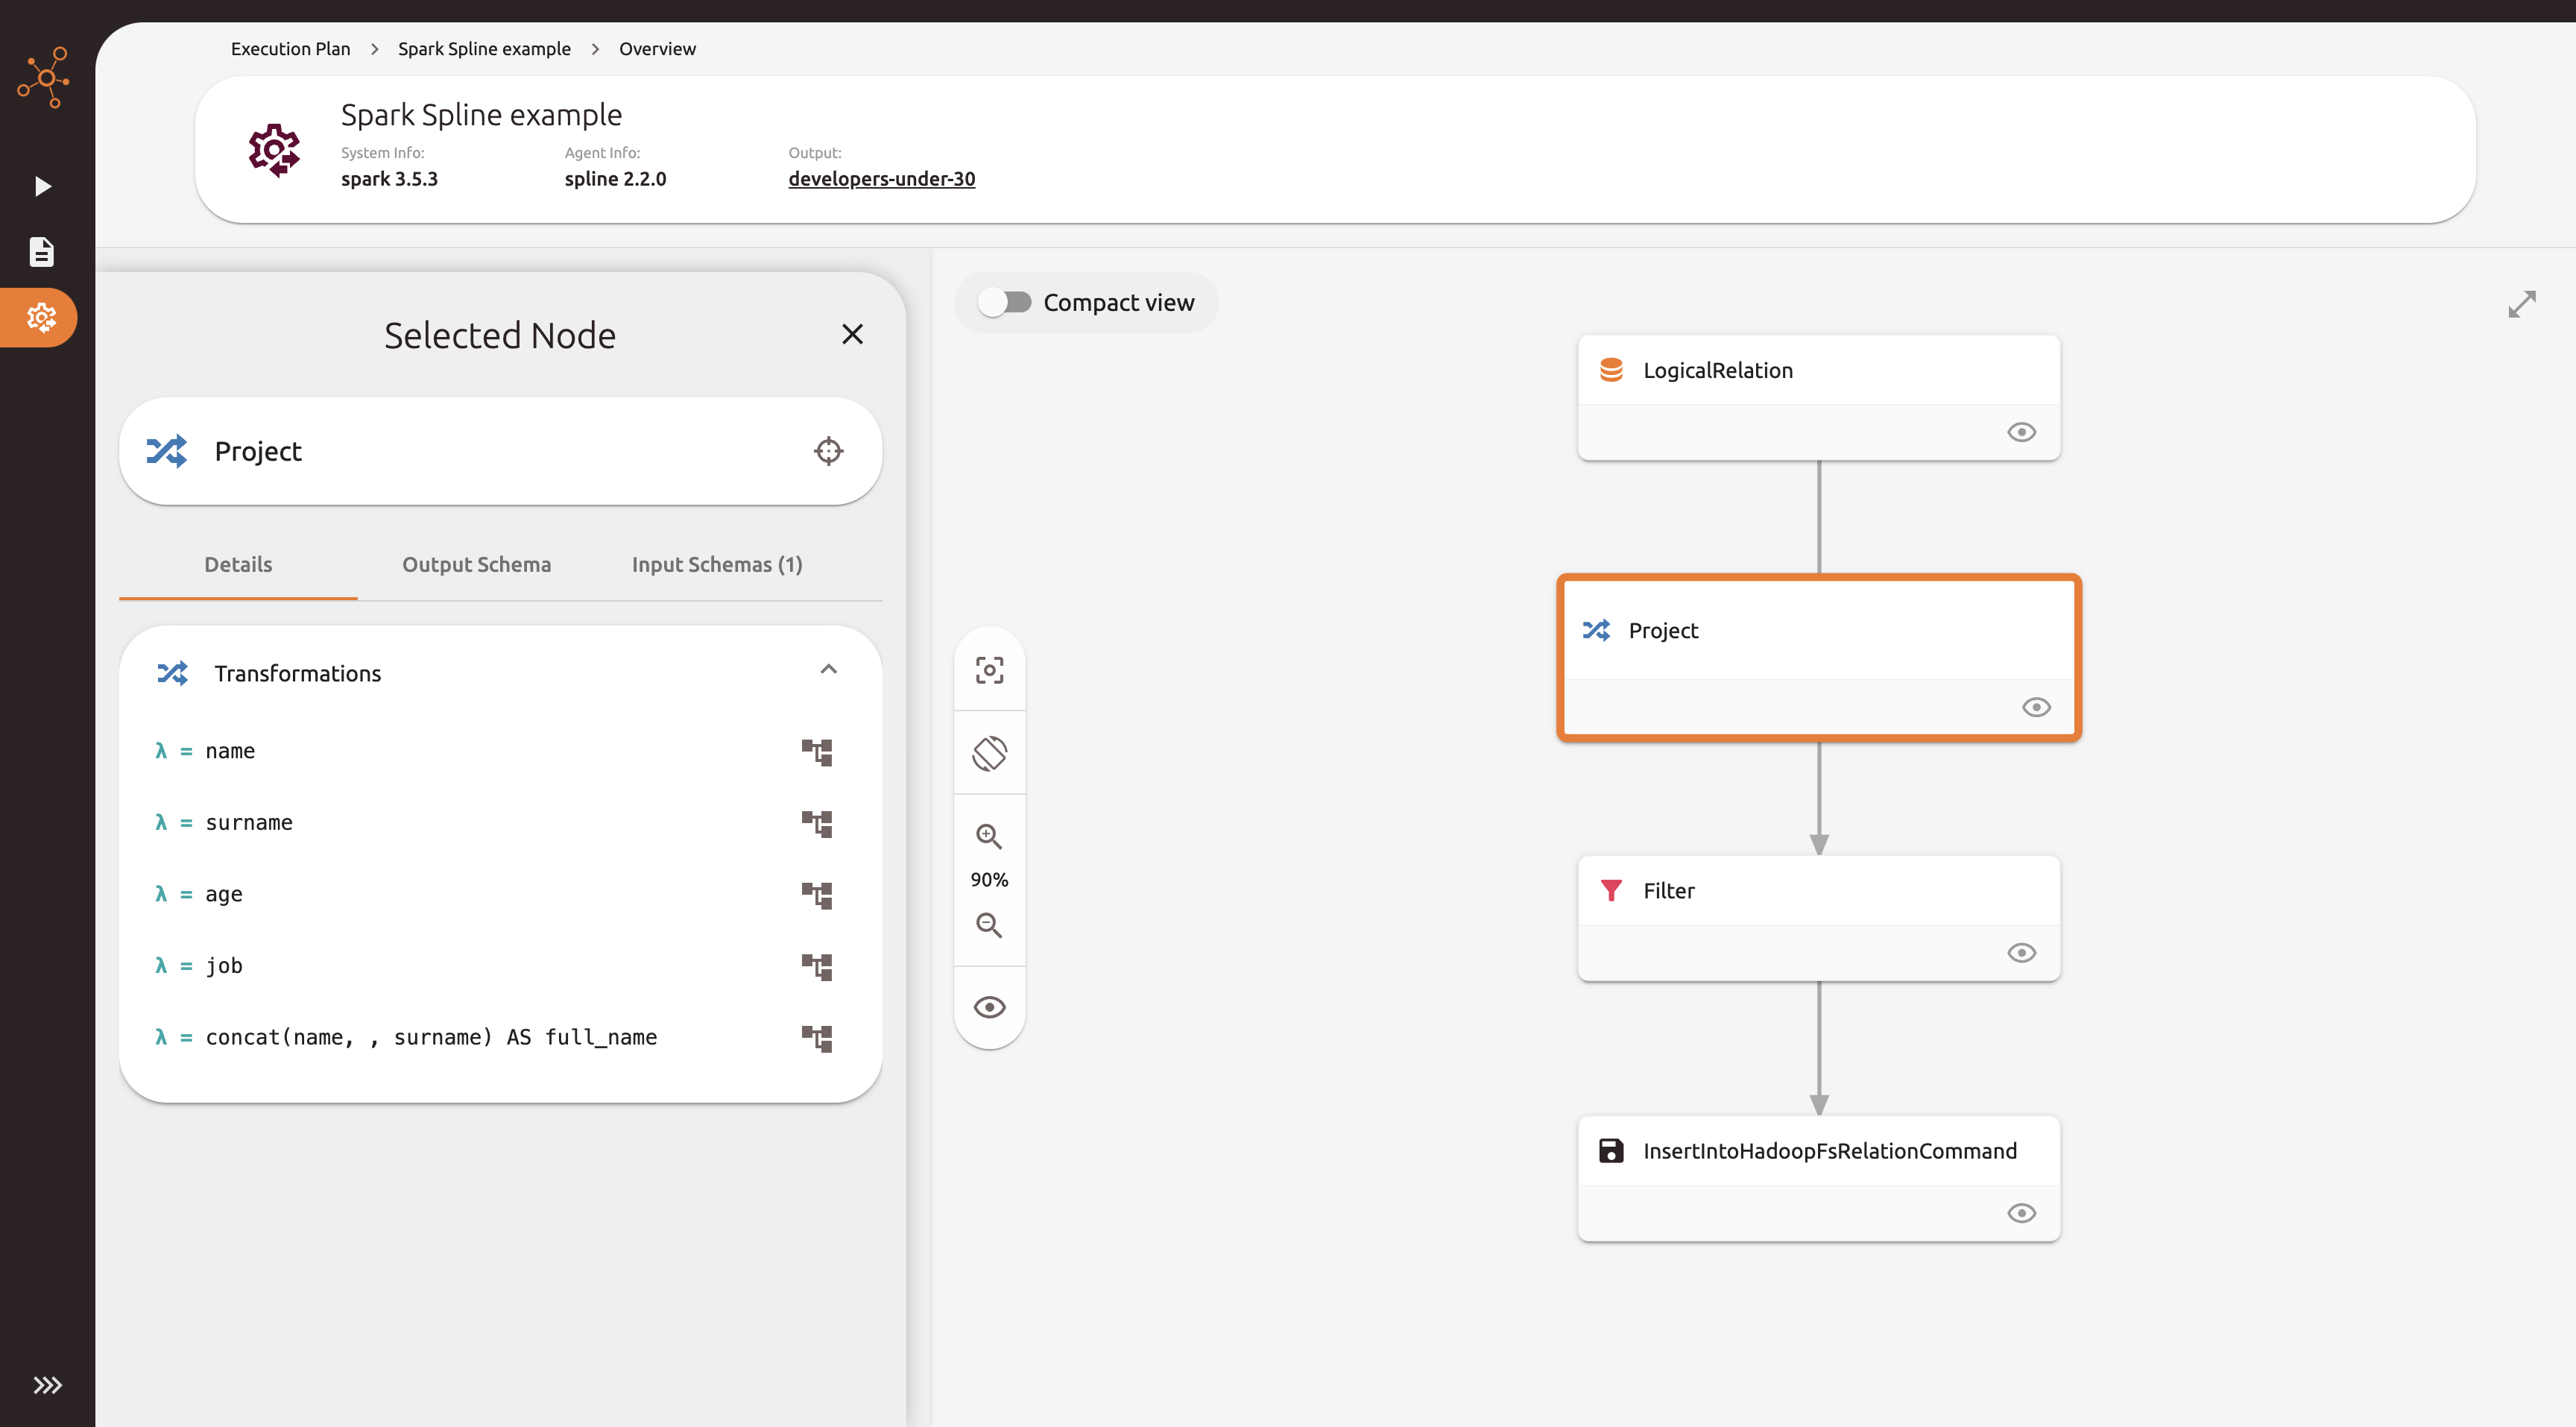 Execution Plan > Spark Spline example > Overview
Spark Spline example
System Info: Agent Info: Output:
spark 3.5.3 spline 2.2.0 developers-under-30
Selected Node
Project
Details Output Schema Input Schemas (1)
Transformations
λ = name
λ = surname
λ = age
λ = job
λ = concat(name, , surname) AS full_name
Compact view
90%
LogicalRelation
Project
Filter
InsertIntoHadoopFsRelationCommand